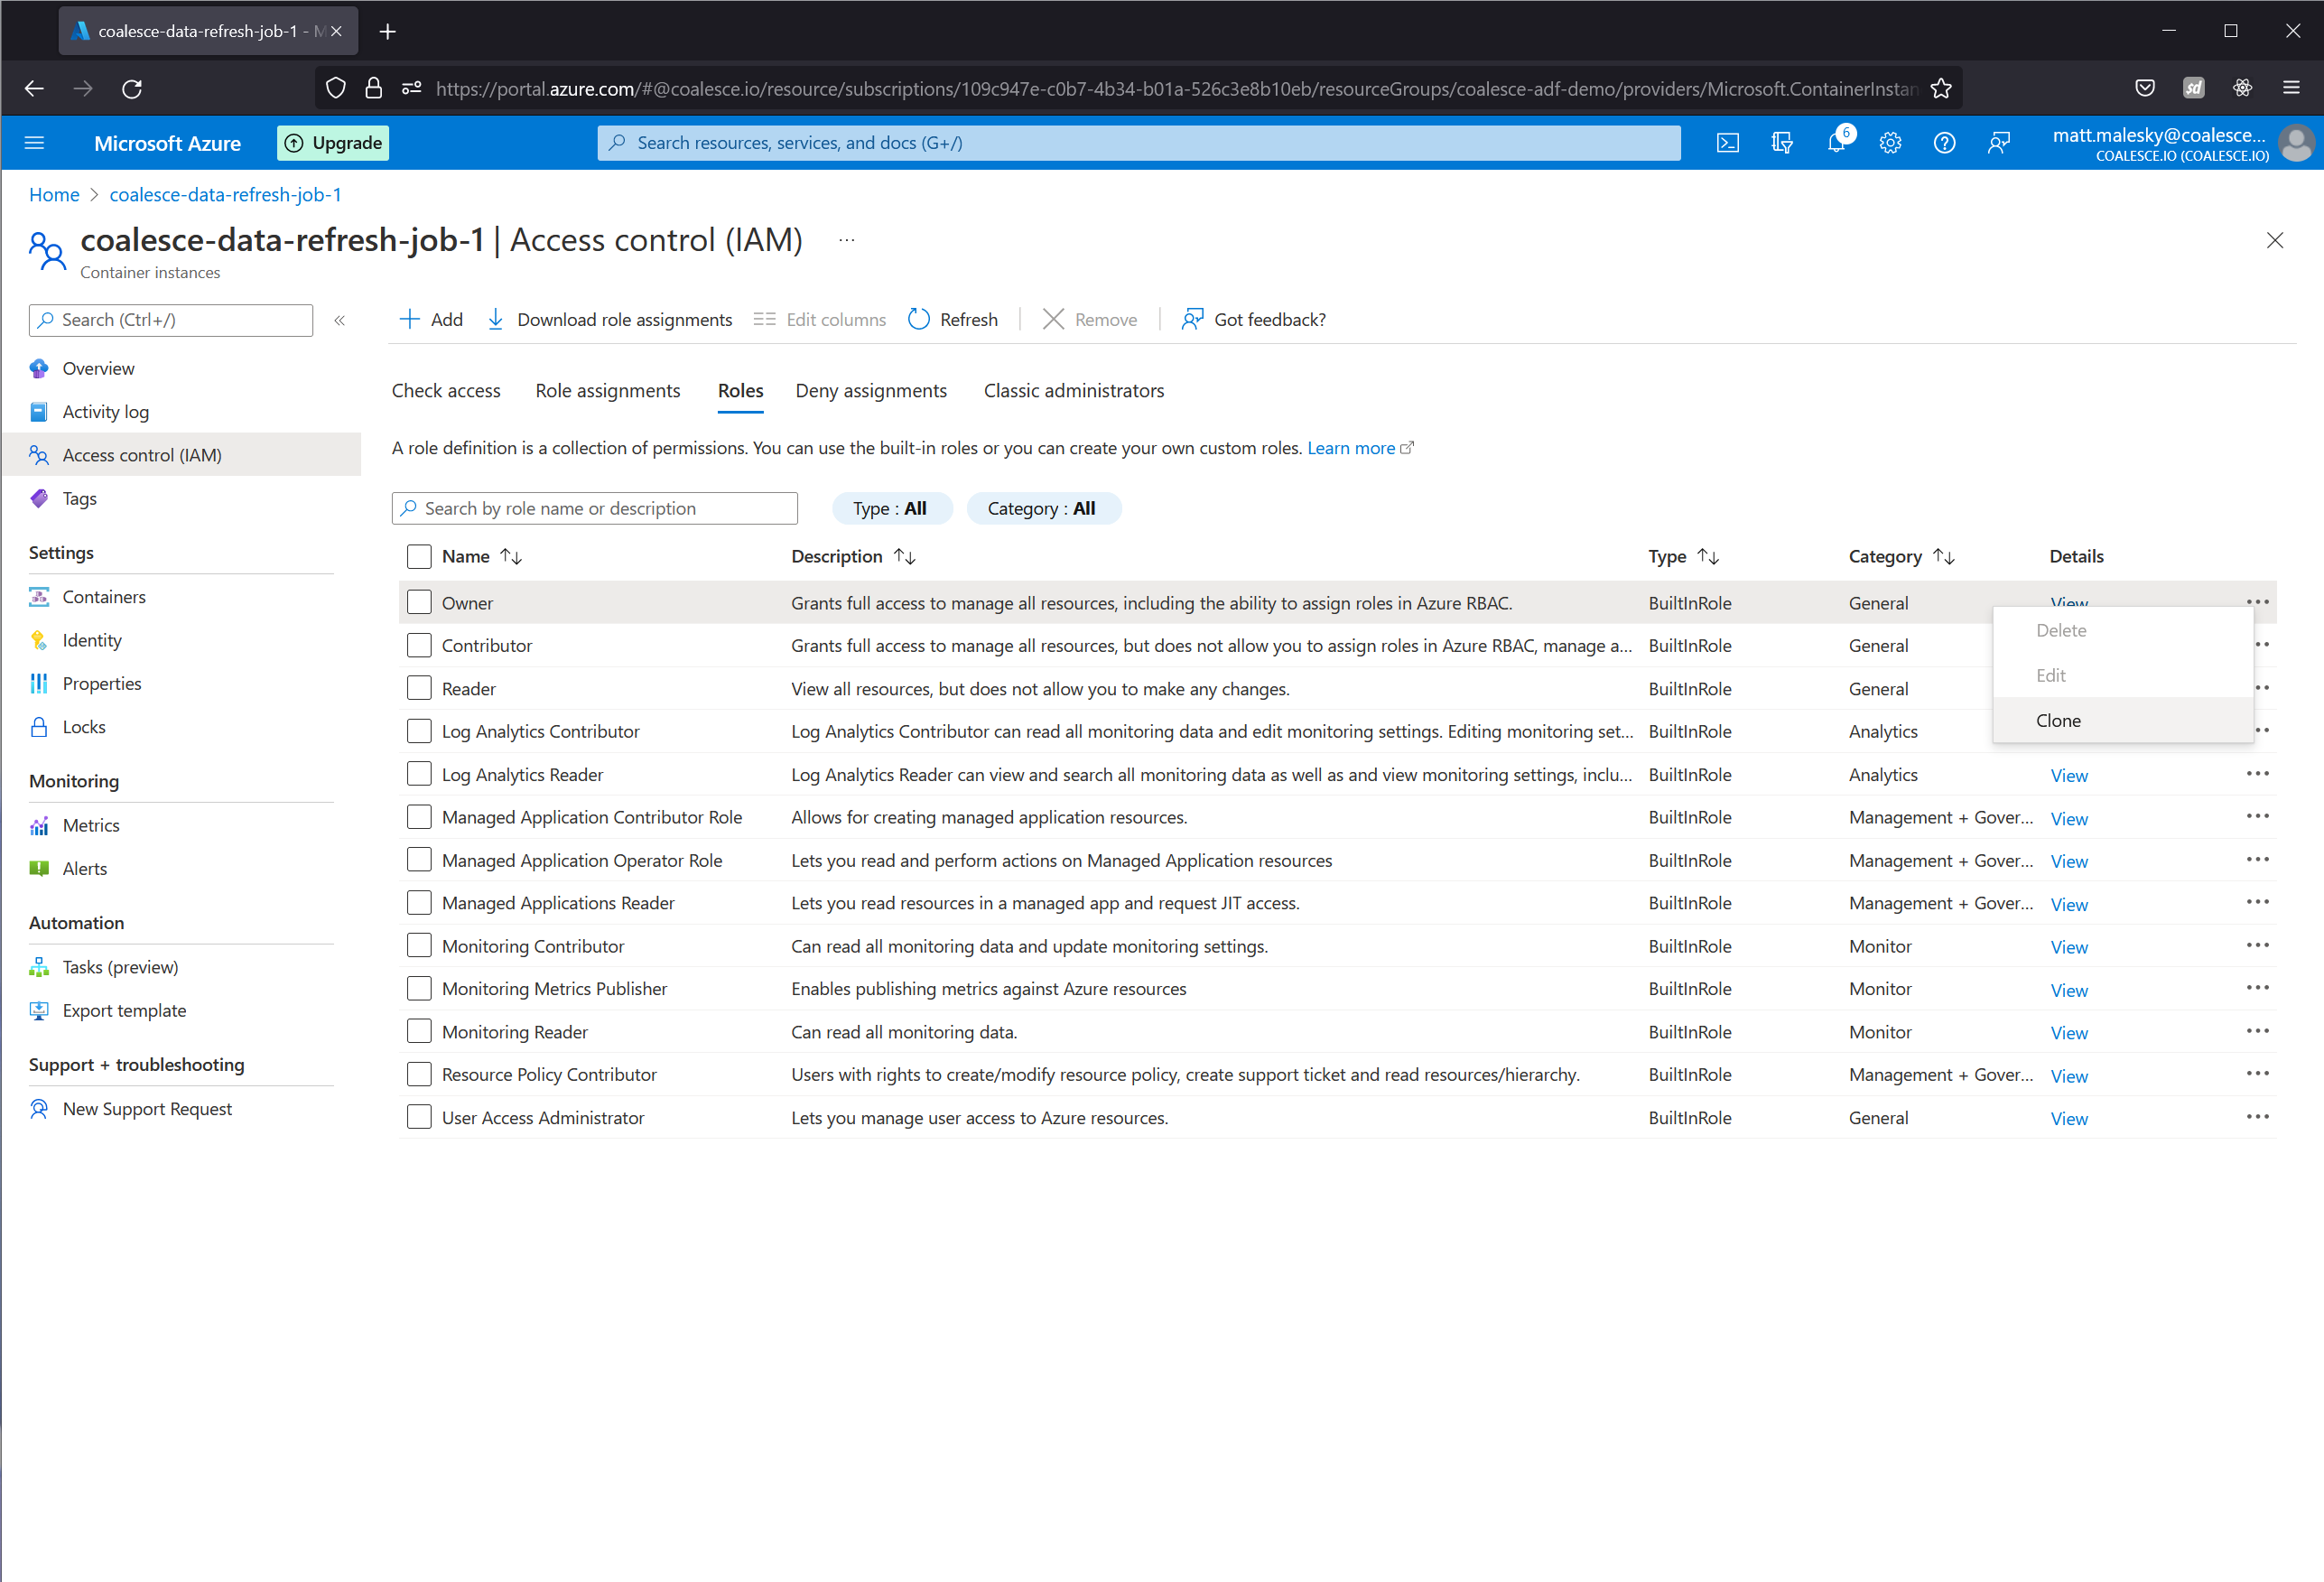 coalesce-data-refresh-job-1 - M
https://portal.azure.com/#@coalesce.io/resource/subscriptions/109c947e-c0b7-4b34-b01a-526c3e8b10eb/resourceGroups/coalesce-adf-demo/providers/Microsoft.ContainerInstan
sd
Microsoft Azure
Upgrade
Search resources, services, and docs (G+/)
6
matt.malesky@coalesce...
COALESCE.IO (COALESCE.IO)
Home > coalesce-data-refresh-job-1
coalesce-data-refresh-job-1 | Access control (IAM) ...
Container instances
Search (Ctrl+/)
«
Add
Download role assignments
Edit columns
Refresh
Remove
Got feedback?
Overview
Activity log
Access control (IAM)
Tags
Settings
Containers
Identity
Properties
Locks
Monitoring
Metrics
Alerts
Automation
Tasks (preview)
Export template
Support + troubleshooting
New Support Request
Check access Role assignments Roles Deny assignments Classic administrators
A role definition is a collection of permissions. You can use the built-in roles or you can create your own custom roles. Learn more
Search by role name or description
Type : All
Category : All
Name Description Type Category Details
Owner Grants full access to manage all resources, including the ability to assign roles in Azure RBAC. BuiltInRole General View
Contributor Grants full access to manage all resources, but does not allow you to assign roles in Azure RBAC, manage a... BuiltInRole General
Reader View all resources, but does not allow you to make any changes. BuiltInRole General
Log Analytics Contributor Log Analytics Contributor can read all monitoring data and edit monitoring settings. Editing monitoring set... BuiltInRole Analytics
Log Analytics Reader Log Analytics Reader can view and search all monitoring data as well as and view monitoring settings, inclu... BuiltInRole Analytics View
Managed Application Contributor Role Allows for creating managed application resources. BuiltInRole Management + Gover... View
Managed Application Operator Role Lets you read and perform actions on Managed Application resources BuiltInRole Management + Gover... View
Managed Applications Reader Lets you read resources in a managed app and request JIT access. BuiltInRole Management + Gover... View
Monitoring Contributor Can read all monitoring data and update monitoring settings. BuiltInRole Monitor View
Monitoring Metrics Publisher Enables publishing metrics against Azure resources BuiltInRole Monitor View
Monitoring Reader Can read all monitoring data. BuiltInRole Monitor View
Resource Policy Contributor Users with rights to create/modify resource policy, create support ticket and read resources/hierarchy. BuiltInRole Management + Gover... View
User Access Administrator Lets you manage user access to Azure resources. BuiltInRole General View
Delete
Edit
Clone